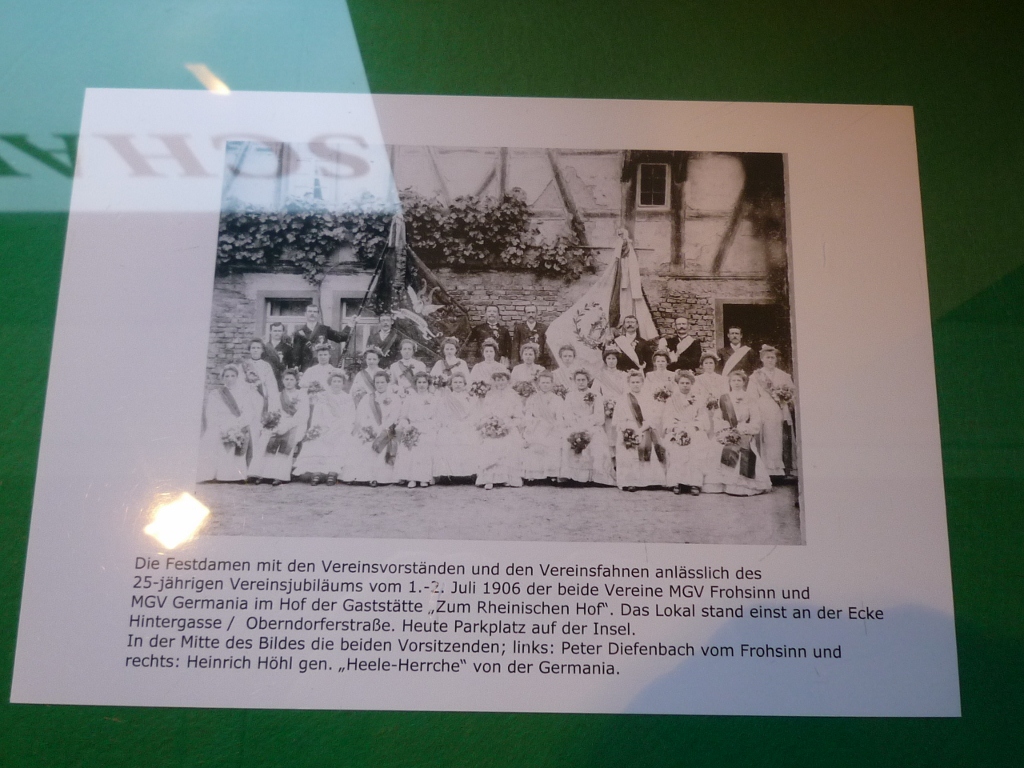 SCHA
Die Festdamen mit den Vereinsvorständen und den Vereinsfahnen anlässlich des
25-jährigen Vereinsjubiläums vom 1.-2. Juli 1906 der beide Vereine MGV Frohsinn und
MGV Germania im Hof der Gaststätte „Zum Rheinischen Hof". Das Lokal stand einst an der Ecke
Hintergasse / Oberndorferstraße. Heute Parkplatz auf der Insel.
In der Mitte des Bildes die beiden Vorsitzenden; links: Peter Diefenbach vom Frohsinn und
rechts: Heinrich Höhl gen. „Heele-Herrche" von der Germania.